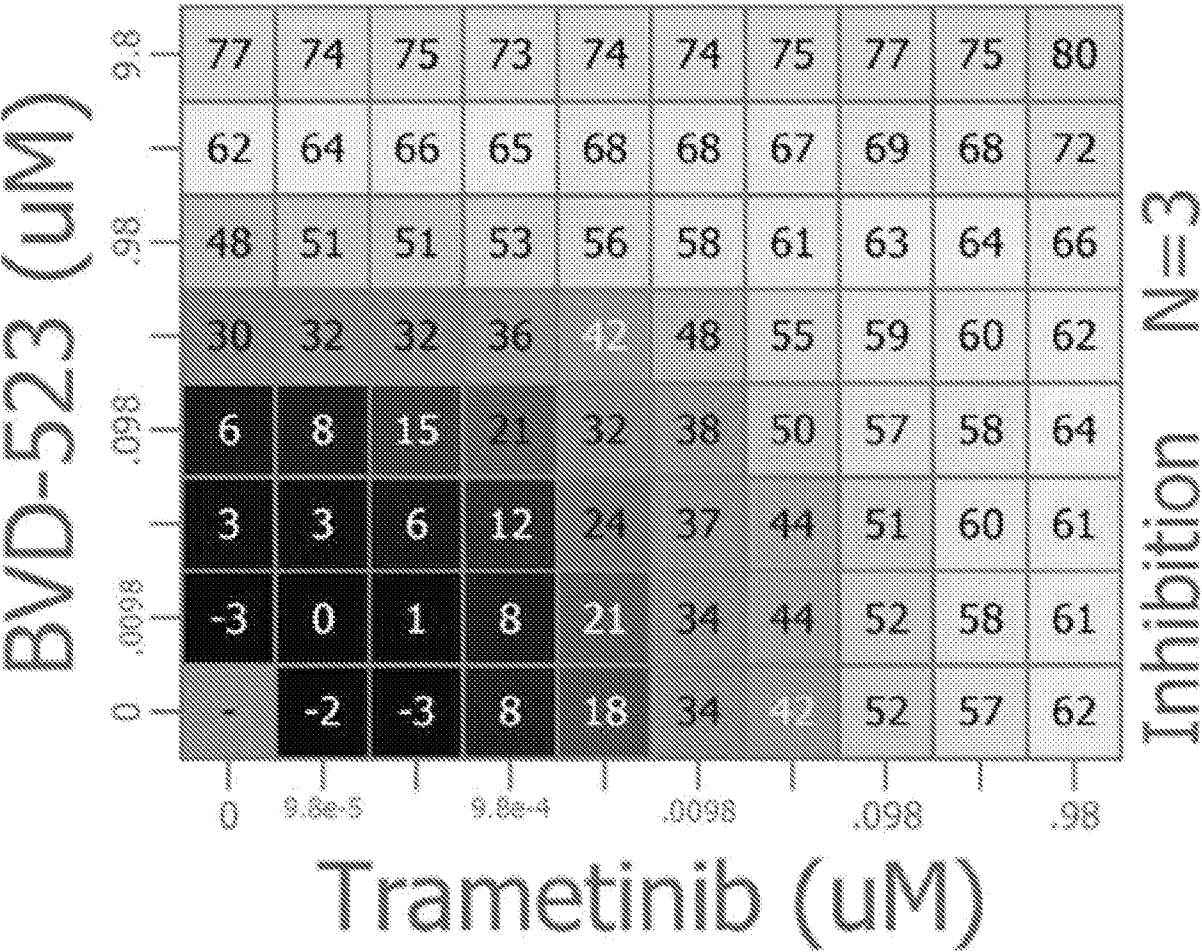 BVD-523 (uM)
9.8 77 74 75 73 74 74 75 77 75 80
62 64 66 65 68 68 67 69 68 72
.98 48 51 51 53 56 58 61 63 64 66
30 32 32 36 42 48 55 59 60 62
.098 6 8 15 21 32 38 50 57 58 64
3 3 6 12 24 37 44 51 60 61
.0098 -3 0 1 8 21 34 44 52 58 61
0 - -2 -3 8 18 34 42 52 57 62
0 9.8e-5 9.8e-4 .0098 .098 .98
Trametinib (uM)
Inhibition N=3